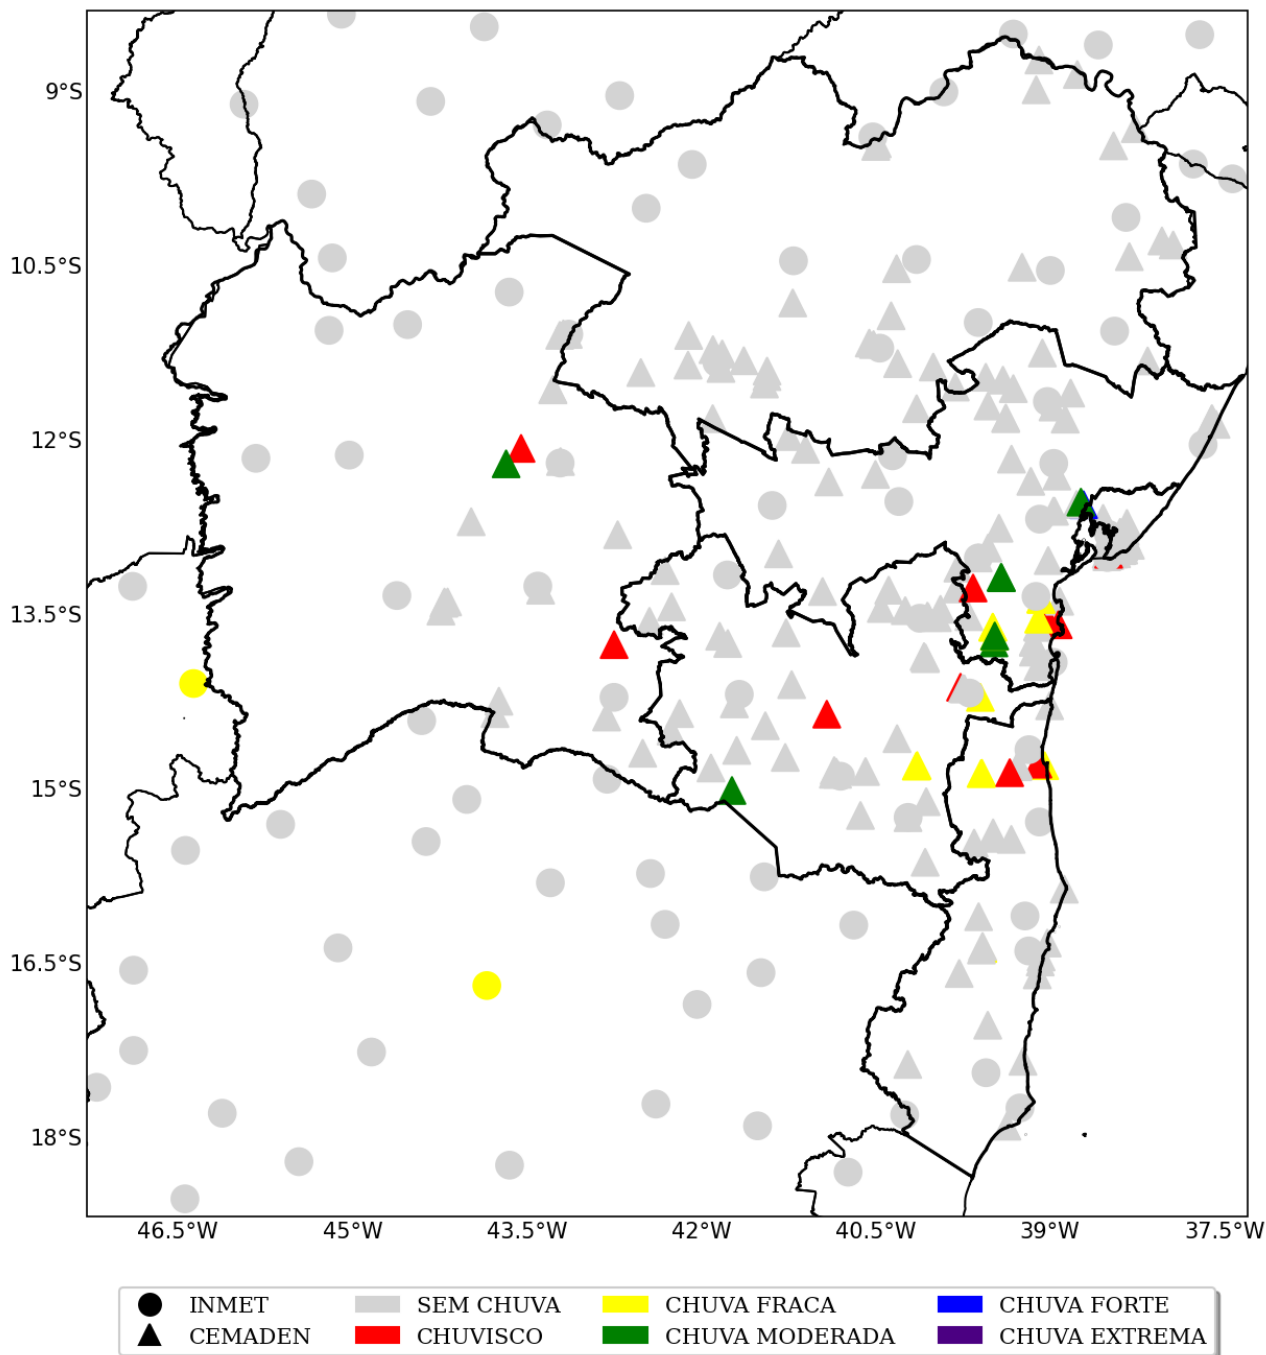 9°S
10.5°S
12°S
13.5°S
15°S
16.5°S
18°S
46.5°W 45°W 43.5°W 42°W 40.5°W 39°W 37.5°W
INMET SEM CHUVA CHUVA FRACA CHUVA FORTE
CEMADEN CHUVISCO CHUVA MODERADA CHUVA EXTREMA